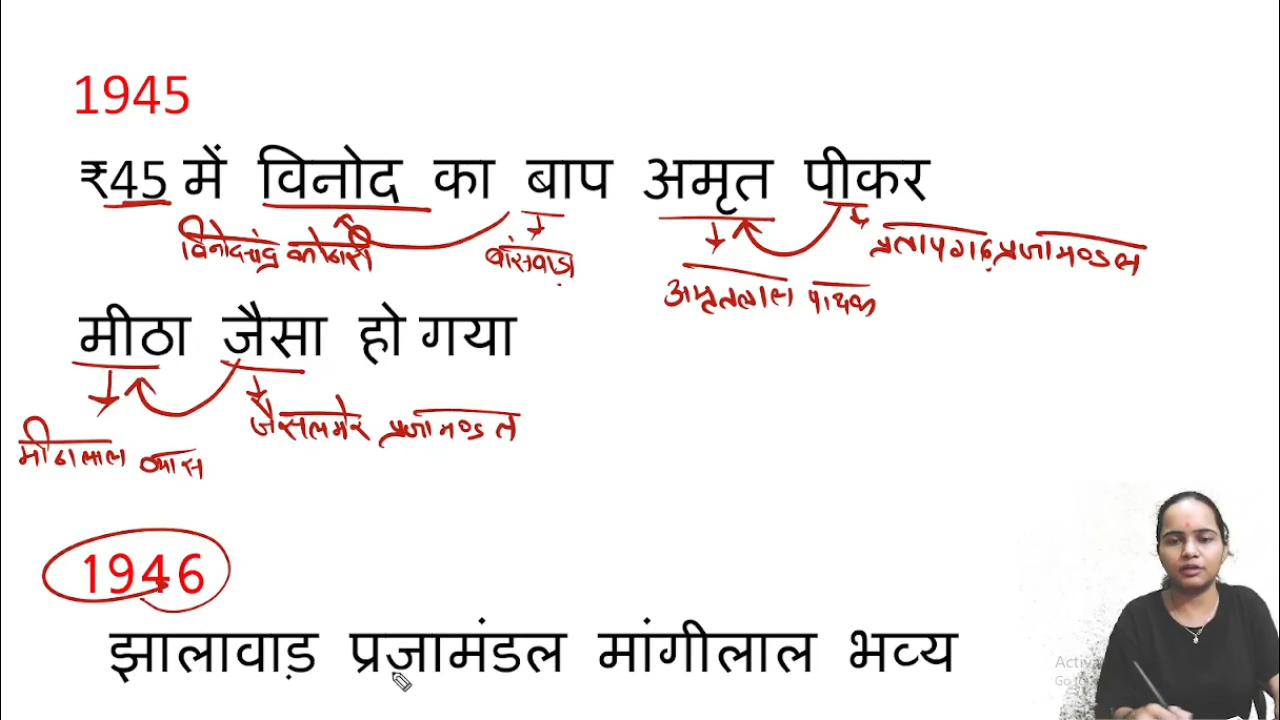 1945
₹45 में विनोद का बाप अमृत पीकर
विनोदचंद्र कोठारी बांसवाड़ा अमृतलाल पायक प्रतापगढ़ प्रजामण्डल
मीठा जैसा हो गया
मीठालाल व्यास जैसलमेर प्रजामण्डल
1946
झालावाड़ प्रजामंडल मांगीलाल भव्य